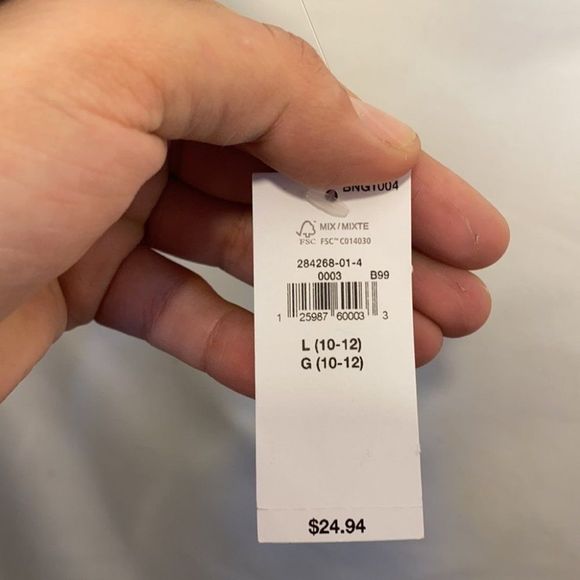 BNG1004
MIX / MIXTE
FSC
FSC™ C014030
284268-01-4
0003 B99
1 25987 60003 3
L (10-12)
G (10-12)
$24.94